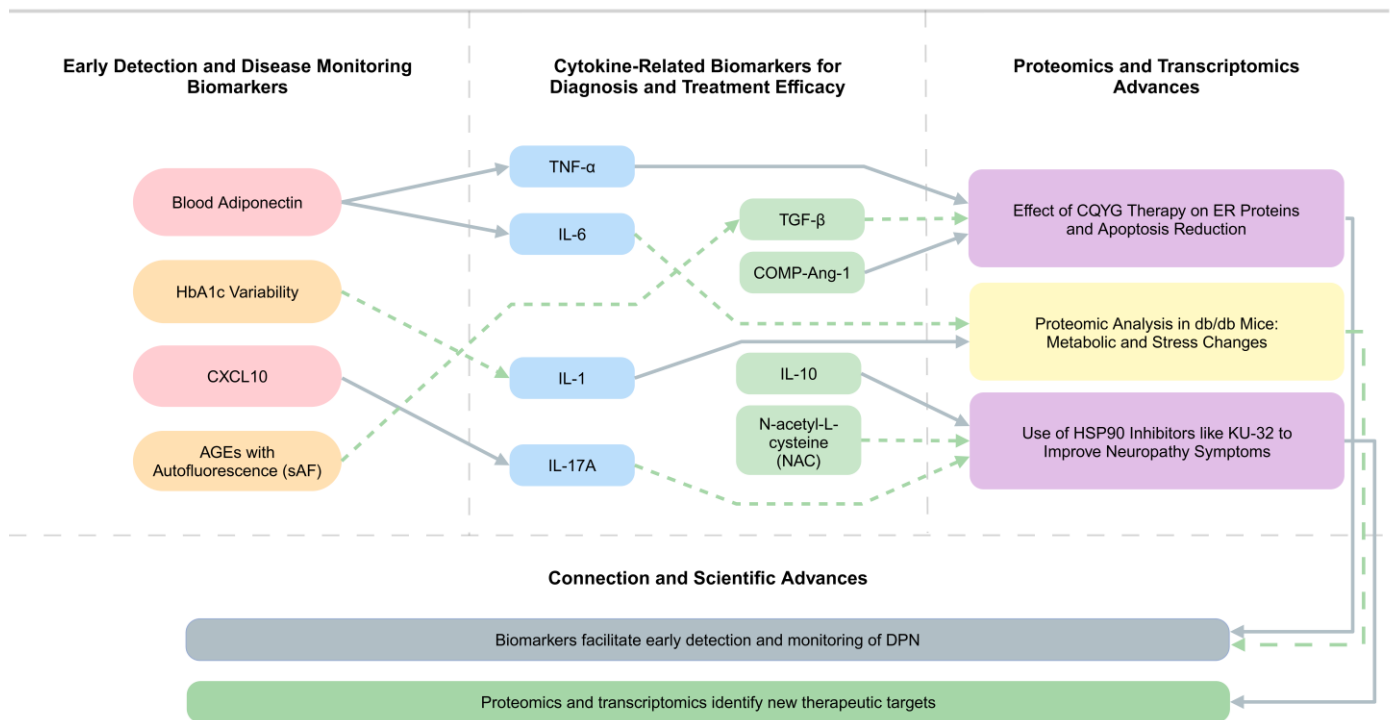 Early Detection and Disease Monitoring
Biomarkers
Cytokine-Related Biomarkers for
Diagnosis and Treatment Efficacy
Proteomics and Transcriptomics
Advances
Blood Adiponectin
HbA1c Variability
CXCL10
AGEs with
Autofluorescence (sAF)
TNF-α
IL-6
IL-1
IL-17A
TGF-β
COMP-Ang-1
IL-10
N-acetyl-L-
cysteine
(NAC)
Effect of CQYG Therapy on ER Proteins
and Apoptosis Reduction
Proteomic Analysis in db/db Mice:
Metabolic and Stress Changes
Use of HSP90 Inhibitors like KU-32 to
Improve Neuropathy Symptoms
Connection and Scientific Advances
Biomarkers facilitate early detection and monitoring of DPN
Proteomics and transcriptomics identify new therapeutic targets